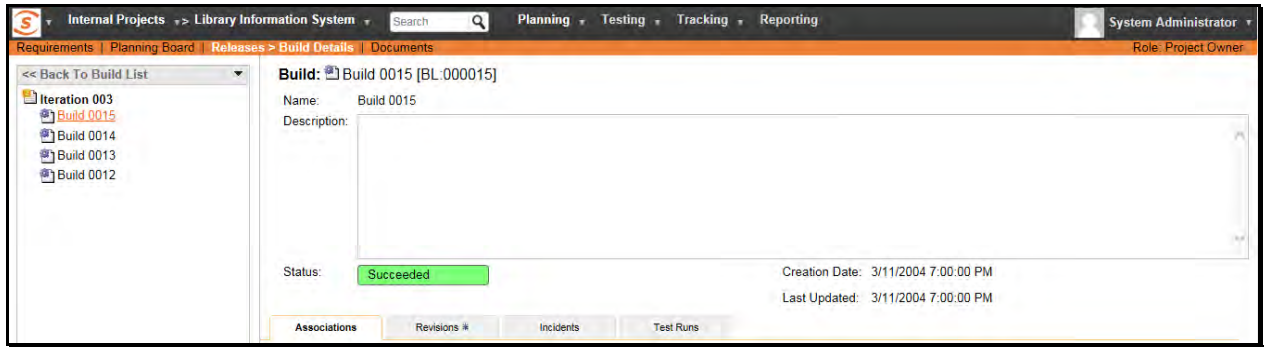 S Internal Projects > Library Information System Search Planning Testing Tracking Reporting System Administrator
Requirements | Planning Board | Releases > Build Details | Documents Role: Project Owner
<< Back To Build List
Build: Build 0015 [BL:000015]
Iteration 003
Build 0015
Build 0014
Build 0013
Build 0012
Name: Build 0015
Description:
Status: Succeeded
Creation Date: 3/11/2004 7:00:00 PM
Last Updated: 3/11/2004 7:00:00 PM
Associations Revisions Incidents Test Runs